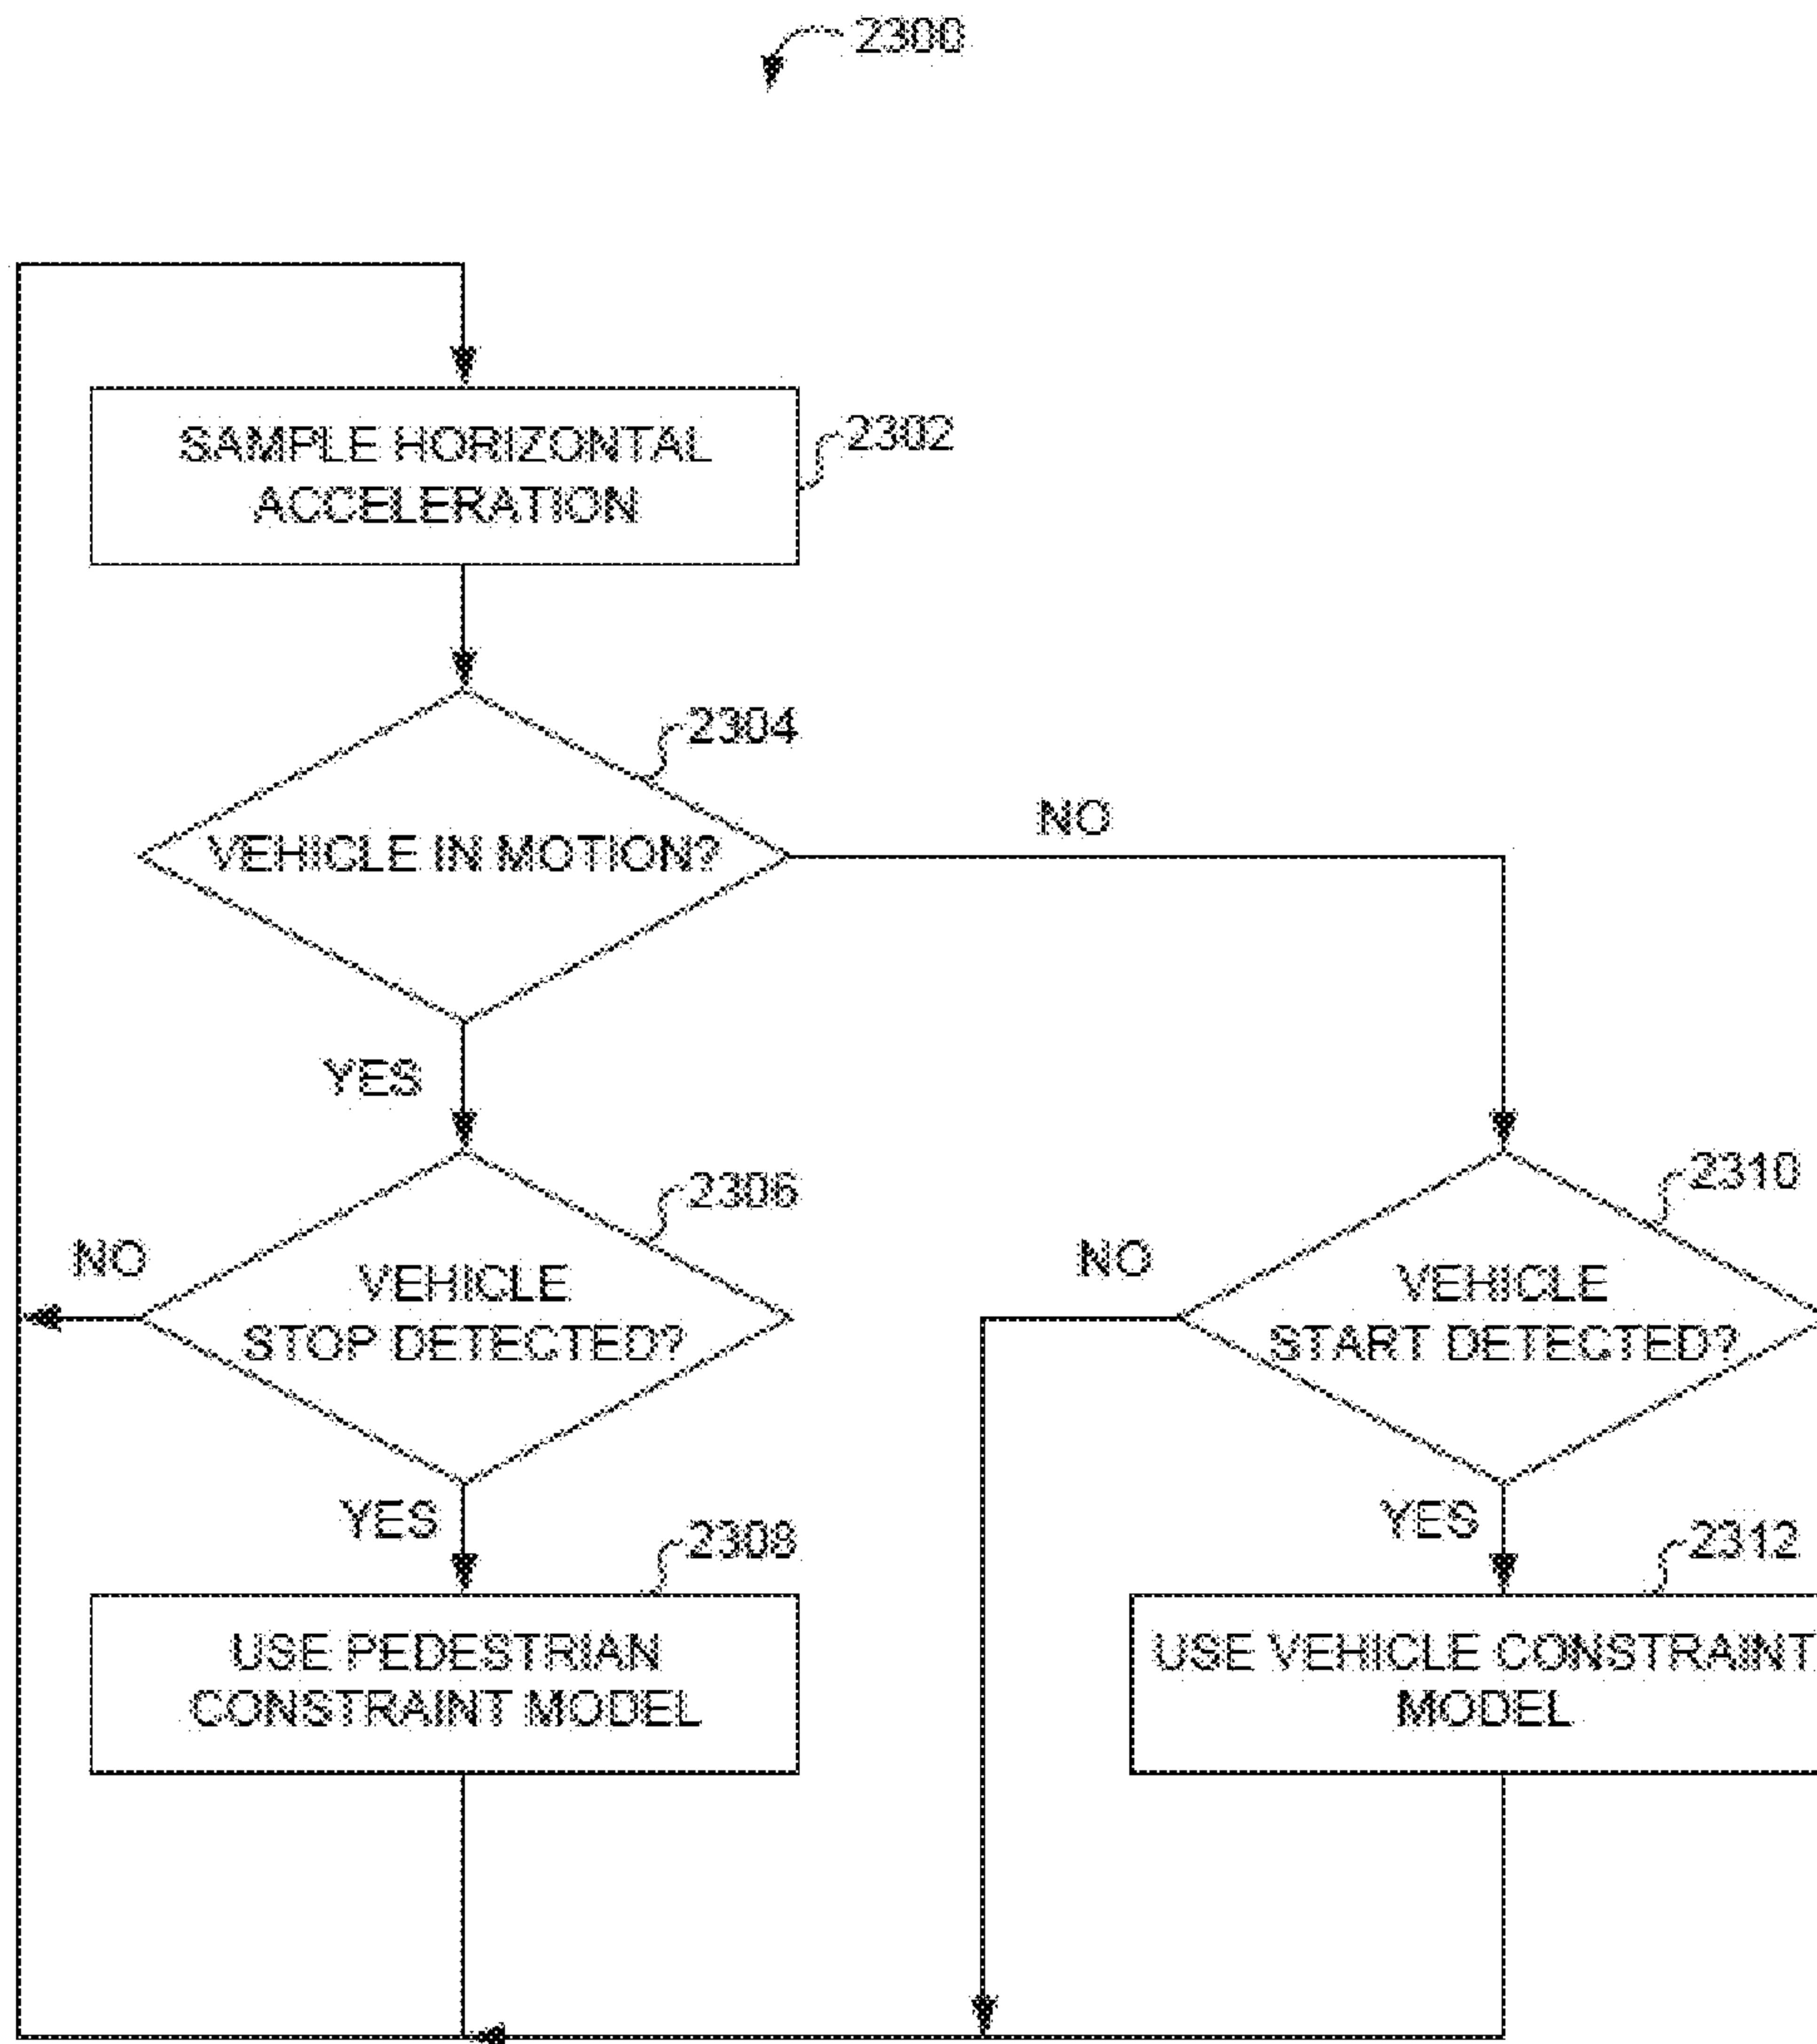 2300
SAMPLE HORIZONTAL
ACCELERATION
2302
2304
VEHICLE IN MOTION?
NO
YES
2306
NO
VEHICLE
STOP DETECTED?
YES
2308
USE PEDESTRIAN
CONSTRAINT MODEL
2310
NO
VEHICLE
START DETECTED?
YES
2312
USE VEHICLE CONSTRAINT
MODEL